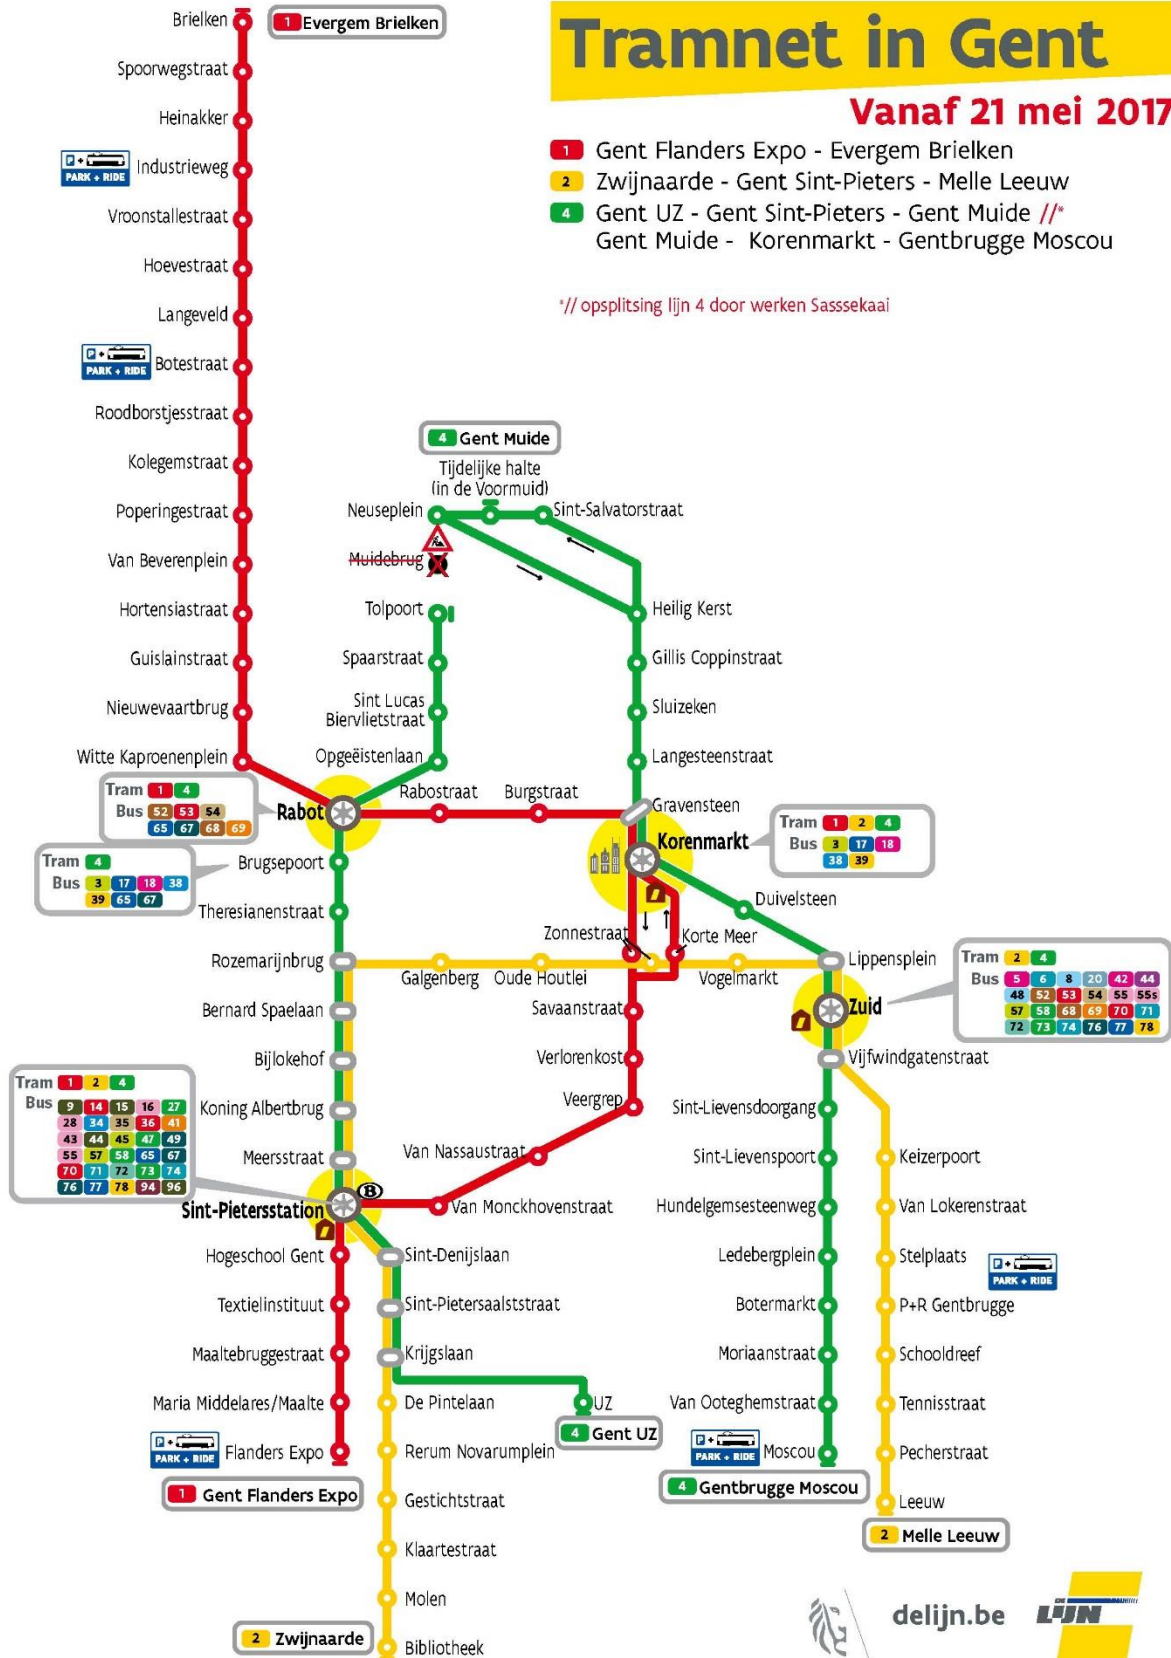 Tramnet in Gent
Vanaf 21 mei 2017
1 Gent Flanders Expo - Evergem Brielken
2 Zwijnaarde - Gent Sint-Pieters - Melle Leeuw
4 Gent UZ - Gent Sint-Pieters - Gent Muide //*
Gent Muide - Korenmarkt - Gentbrugge Moscou
*// opsplitsing lijn 4 door werken Sasssekaai
Brielken
1 Evergem Brielken
Spoorwegstraat
Heinakker
P + PARK + RIDE
Industrieweg
Vroonstallestraat
Hoevestraat
Langeveld
P + PARK + RIDE
Botestraat
Roodborstjesstraat
Kolegemstraat
Poperingestraat
Van Beverenplein
Hortensiastraat
Guislainstraat
Nieuwevaartbrug
Witte Kaproenenplein
4 Gent Muide
Tijdelijke halte
(in de Voormuid)
Neuseplein
Sint-Salvatorstraat
Muidebrug
Tolpoort
Heilig Kerst
Spaarstraat
Gillis Coppinstraat
Sint Lucas
Biervlietstraat
Sluizeken
Opgeëistenlaan
Langesteenstraat
Tram 1 4
Bus 52 53 54
65 67 68 69
Rabot
Rabotstraat
Burgstraat
Gravensteen
Korenmarkt
Tram 1 2 4
Bus 3 17 18
38 39
Tram 4
Bus 3 17 18 38
39 65 67
Brugsepoort
Theresianenstraat
Duivelsteen
Zonnestraat
Korte Meer
Rozemarijnbrug
Galgenberg
Oude Houtlei
Vogelmarkt
Lippensplein
Tram 2 4
Bus 5 6 8 20 42 44
48 52 53 54 55 55s
57 58 68 69 70 71
72 73 74 76 77 78
Bernard Spaelaan
Savaanstraat
Zuid
Bijlokehof
Verlorenkost
Vijfwindgatenstraat
Tram 1 2 4
Bus 9 14 15 16 27
28 34 35 36 41
43 44 45 47 49
55 57 58 65 67
70 71 72 73 74
76 77 78 94 96
Koning Albertbrug
Veergrep
Sint-Lievensdoorgang
Meersstraat
Van Nassaustraat
Sint-Lievenspoort
Keizerpoort
B
Sint-Pietersstation
Van Monckhovenstraat
Hundelgemsesteenweg
Van Lokerenstraat
Hogeschool Gent
Sint-Denijslaan
Ledebergplein
Stelplaats
P + PARK + RIDE
Textielinstituut
Sint-Pietersaalststraat
Botermarkt
P+R Gentbrugge
Maaltebruggestraat
Krijgslaan
Moriaanstraat
Schooldreef
Maria Middelares/Maalte
De Pintelaan
UZ
4 Gent UZ
Van Ooteghemstraat
Tennisstraat
P + PARK + RIDE
Flanders Expo
1 Gent Flanders Expo
Rerum Novarumplein
P + PARK + RIDE
Moscou
4 Gentbrugge Moscou
Pecherstraat
Gestichtstraat
Leeuw
2 Melle Leeuw
Klaartestraat
Molen
2 Zwijnaarde
Bibliotheek
delijn.be
DE LIJN